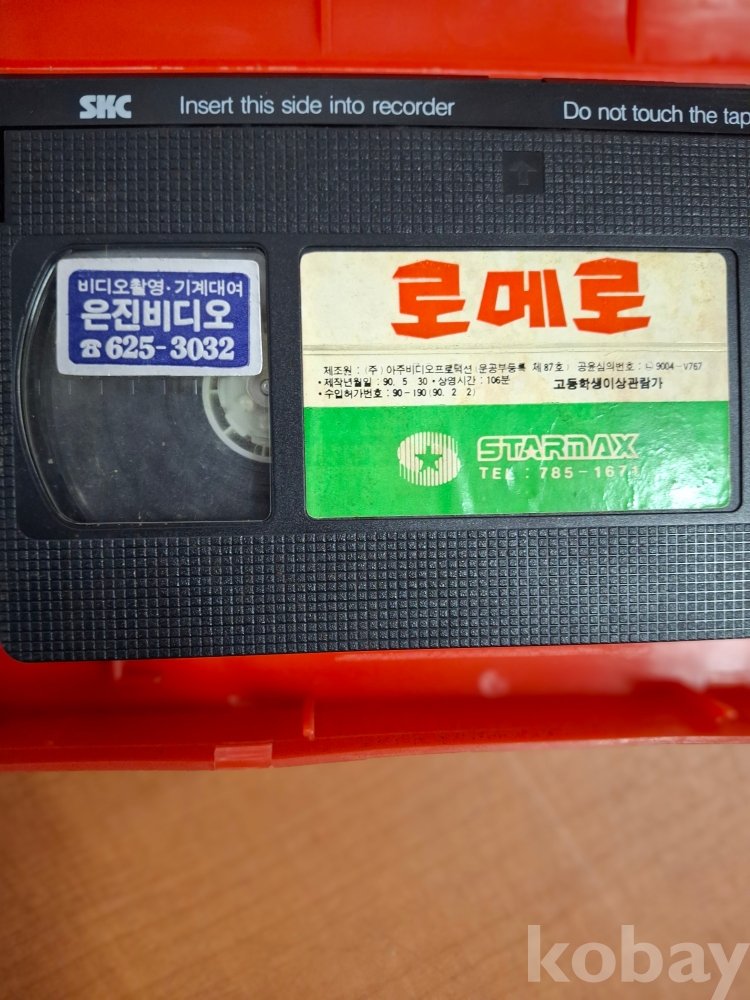 SKC Insert this side into recorder Do not touch the tap
비디오촬영·기계대여
은진비디오
☎625-3032
로메로
제조원 : (주) 아주비디오프로덕션 (문공부등록 제87호) 공윤심의번호 : 9004-V767
·제작년월일 : 90. 5 30 ·상영시간 : 106분 고등학생이상관람가
·수입허가번호 : 90-190 (90. 2 2)
STARMAX
TEL : 785-1671
kobay